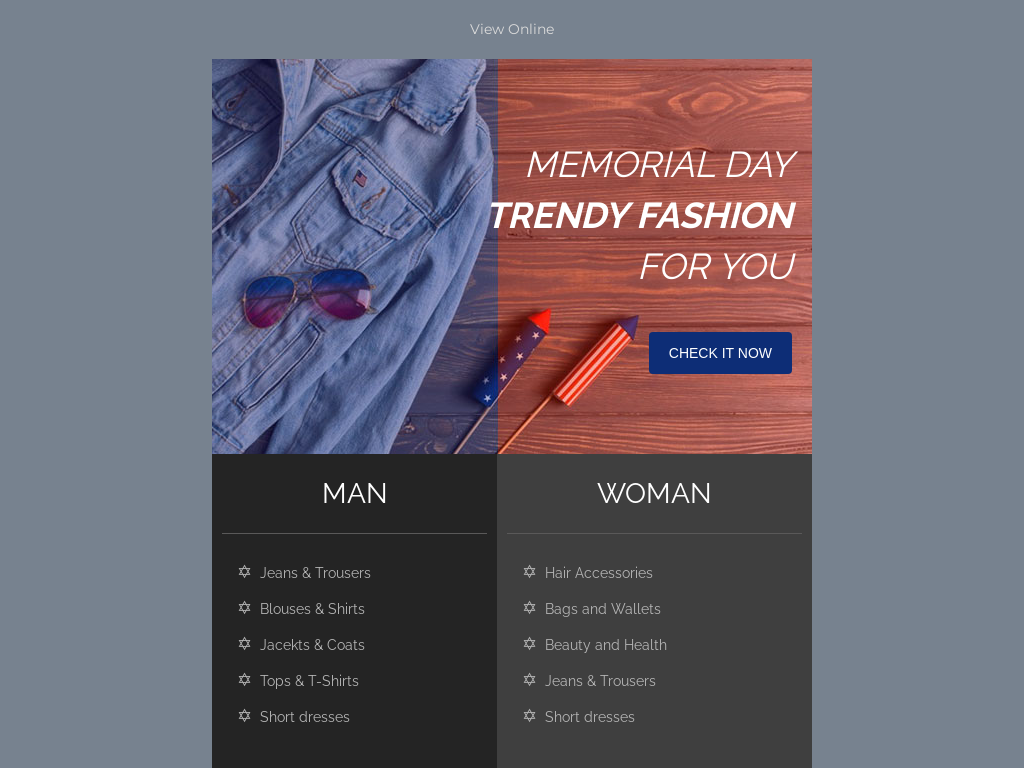 View Online
MEMORIAL DAY
TRENDY FASHION
FOR YOU
CHECK IT NOW
MAN
✡ Jeans & Trousers
✡ Blouses & Shirts
✡ Jacekts & Coats
✡ Tops & T-Shirts
✡ Short dresses
WOMAN
✡ Hair Accessories
✡ Bags and Wallets
✡ Beauty and Health
✡ Jeans & Trousers
✡ Short dresses